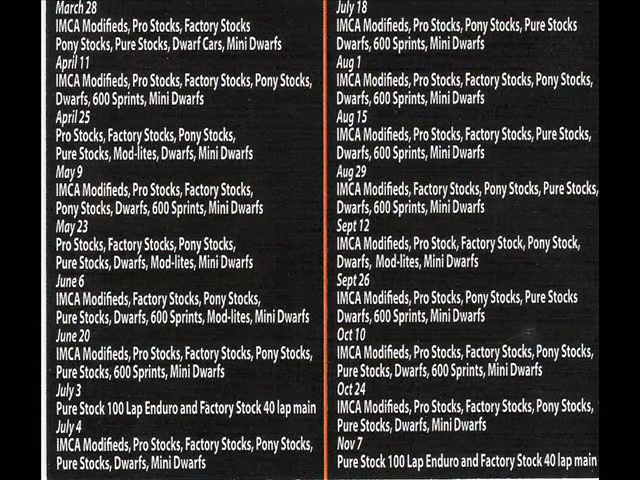 March 28
IMCA Modifieds, Pro Stocks, Factory Stocks
Pony Stocks, Pure Stocks, Dwarf Cars, Mini Dwarfs
April 11
IMCA Modifieds, Pro Stocks, Factory Stocks, Pony Stocks,
Dwarfs, 600 Sprints, Mini Dwarfs
April 25
Pro Stocks, Factory Stocks, Pony Stocks,
Pure Stocks, Mod-lites, Dwarfs, Mini Dwarfs
May 9
IMCA Modifieds, Pro Stocks, Factory Stocks,
Pony Stocks, Dwarfs, 600 Sprints, Mini Dwarfs
May 23
Pro Stocks, Factory Stocks, Pony Stocks,
Pure Stocks, Dwarfs, Mod-lites, Mini Dwarfs
June 6
IMCA Modifieds, Factory Stocks, Pony Stocks,
Pure Stocks, Dwarfs, 600 Sprints, Mod-lites, Mini Dwarfs
June 20
IMCA Modifieds, Pro Stocks, Factory Stocks, Pony Stocks,
Pure Stocks, 600 Sprints, Mini Dwarfs
July 3
Pure Stock 100 Lap Enduro and Factory Stock 40 lap main
July 4
IMCA Modifieds, Pro Stocks, Factory Stocks, Pony Stocks,
Pure Stocks, Dwarfs, Mini Dwarfs
July 18
IMCA Modifieds, Pro Stocks, Pony Stocks, Pure Stocks
Dwarfs, 600 Sprints, Mini Dwarfs
Aug 1
IMCA Modifieds, Pro Stocks, Factory Stocks, Pony Stocks,
Dwarfs, 600 Sprints, Mini Dwarfs
Aug 15
IMCA Modifieds, Pro Stocks, Factory Stocks, Pure Stocks,
Dwarfs, 600 Sprints, Mini Dwarfs
Aug 29
IMCA Modifieds, Factory Stocks, Pony Stocks, Pure Stocks,
Dwarfs, 600 Sprints, Mini Dwarfs
Sept 12
IMCA Modifieds, Pro Stock, Factory Stock, Pony Stock,
Dwarfs, Mod-lites, Mini Dwarfs
Sept 26
IMCA Modifieds, Pro Stocks, Pony Stocks, Pure Stocks
Dwarfs, 600 Sprints, Mini Dwarfs
Oct 10
IMCA Modifieds, Pro Stocks, Factory Stocks, Pony Stocks,
Pure Stocks, Dwarfs, 600 Sprints, Mini Dwarfs
Oct 24
IMCA Modifieds, Pro Stocks, Factory Stocks, Pony Stocks,
Pure Stocks, Dwarfs, Mini Dwarfs
Nov 7
Pure Stock 100 Lap Enduro and Factory Stock 40 lap main